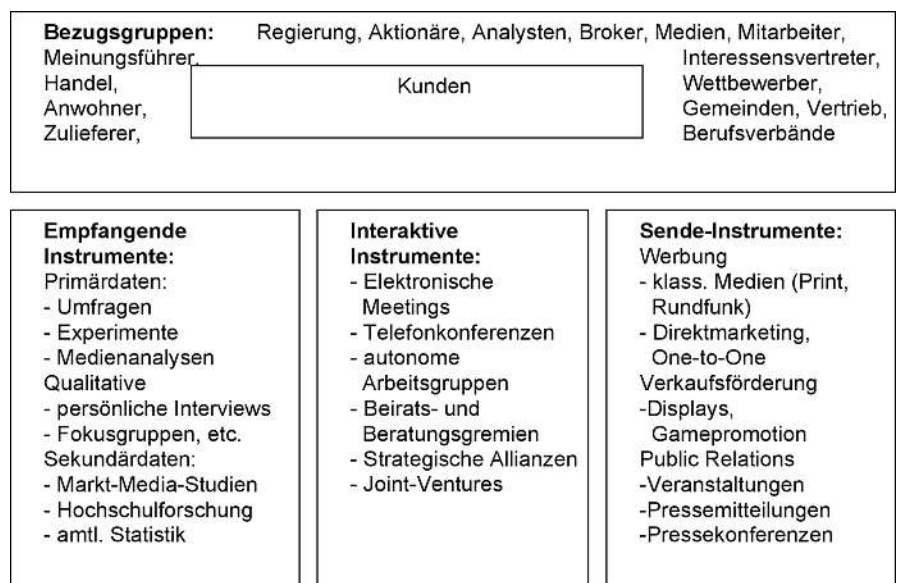 Bezugsgruppen: Regierung, Aktionäre, Analysten, Broker, Medien, Mitarbeiter,
Meinungsführer, Interessensvertreter,
Handel, Kunden Wettbewerber,
Anwohner, Gemeinden, Vertrieb,
Zulieferer, Berufsverbände
Empfangende
Instrumente:
Primärdaten:
- Umfragen
- Experimente
- Medienanalysen
Qualitative
- persönliche Interviews
- Fokusgruppen, etc.
Sekundärdaten:
- Markt-Media-Studien
- Hochschulforschung
- amtl. Statistik
Interaktive
Instrumente:
- Elektronische
Meetings
- Telefonkonferenzen
- autonome
Arbeitsgruppen
- Beirats- und
Beratungsgremien
- Strategische Allianzen
- Joint-Ventures
Sende-Instrumente:
Werbung
- klass. Medien (Print,
Rundfunk)
- Direktmarketing,
One-to-One
Verkaufsförderung
-Displays,
Gamepromotion
Public Relations
-Veranstaltungen
-Pressemitteilungen
-Pressekonferenzen